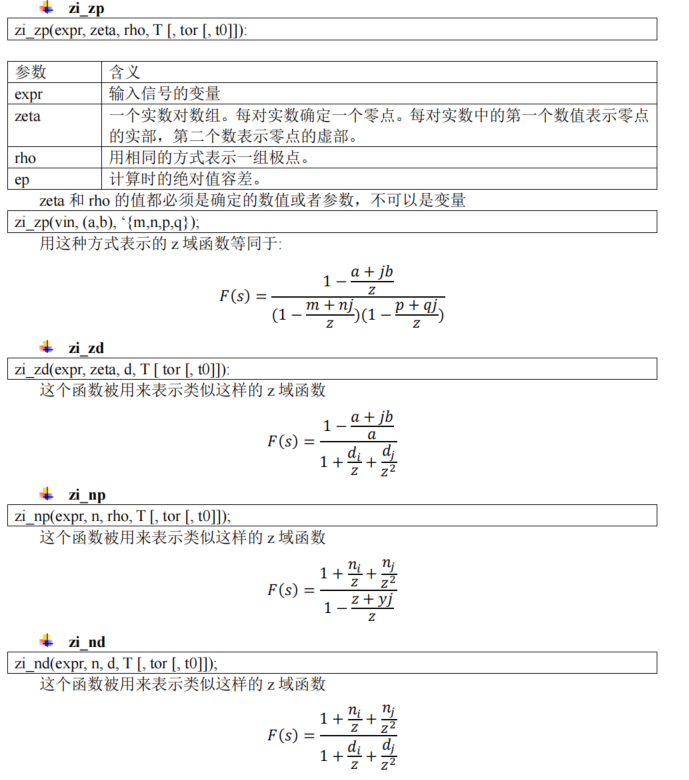 zi_zp
zi_zp(expr, zeta, rho, T [, tor [, t0]]):
参数 含义
expr 输入信号的变量
zeta 一个实数对数组。每对实数确定一个零点。每对实数中的第一个数值表示零点
的实部，第二个数表示零点的虚部。
rho 用相同的方式表示一组极点。
ep 计算时的绝对值容差。
zeta 和 rho 的值都必须是确定的数值或者参数，不可以是变量
zi_zp(vin, (a,b), ‘{m,n,p,q});
用这种方式表示的 z 域函数等同于:
F(s) = \frac{1 - \frac{a + jb}{z}}{(1 - \frac{m + nj}{z})(1 - \frac{p + qj}{z})}
zi_zd
zi_zd(expr, zeta, d, T [ tor [, t0]]):
这个函数被用来表示类似这样的 z 域函数
F(s) = \frac{1 - \frac{a + jb}{a}}{1 + \frac{d_i}{z} + \frac{d_j}{z^2}}
zi_np
zi_np(expr, n, rho, T [, tor [, t0]]);
这个函数被用来表示类似这样的 z 域函数
F(s) = \frac{1 + \frac{n_i}{z} + \frac{n_j}{z^2}}{1 - \frac{z + yj}{z}}
zi_nd
zi_nd(expr, n, d, T [, tor [, t0]]);
这个函数被用来表示类似这样的 z 域函数
F(s) = \frac{1 + \frac{n_i}{z} + \frac{n_j}{z^2}}{1 + \frac{d_i}{z} + \frac{d_j}{z^2}}